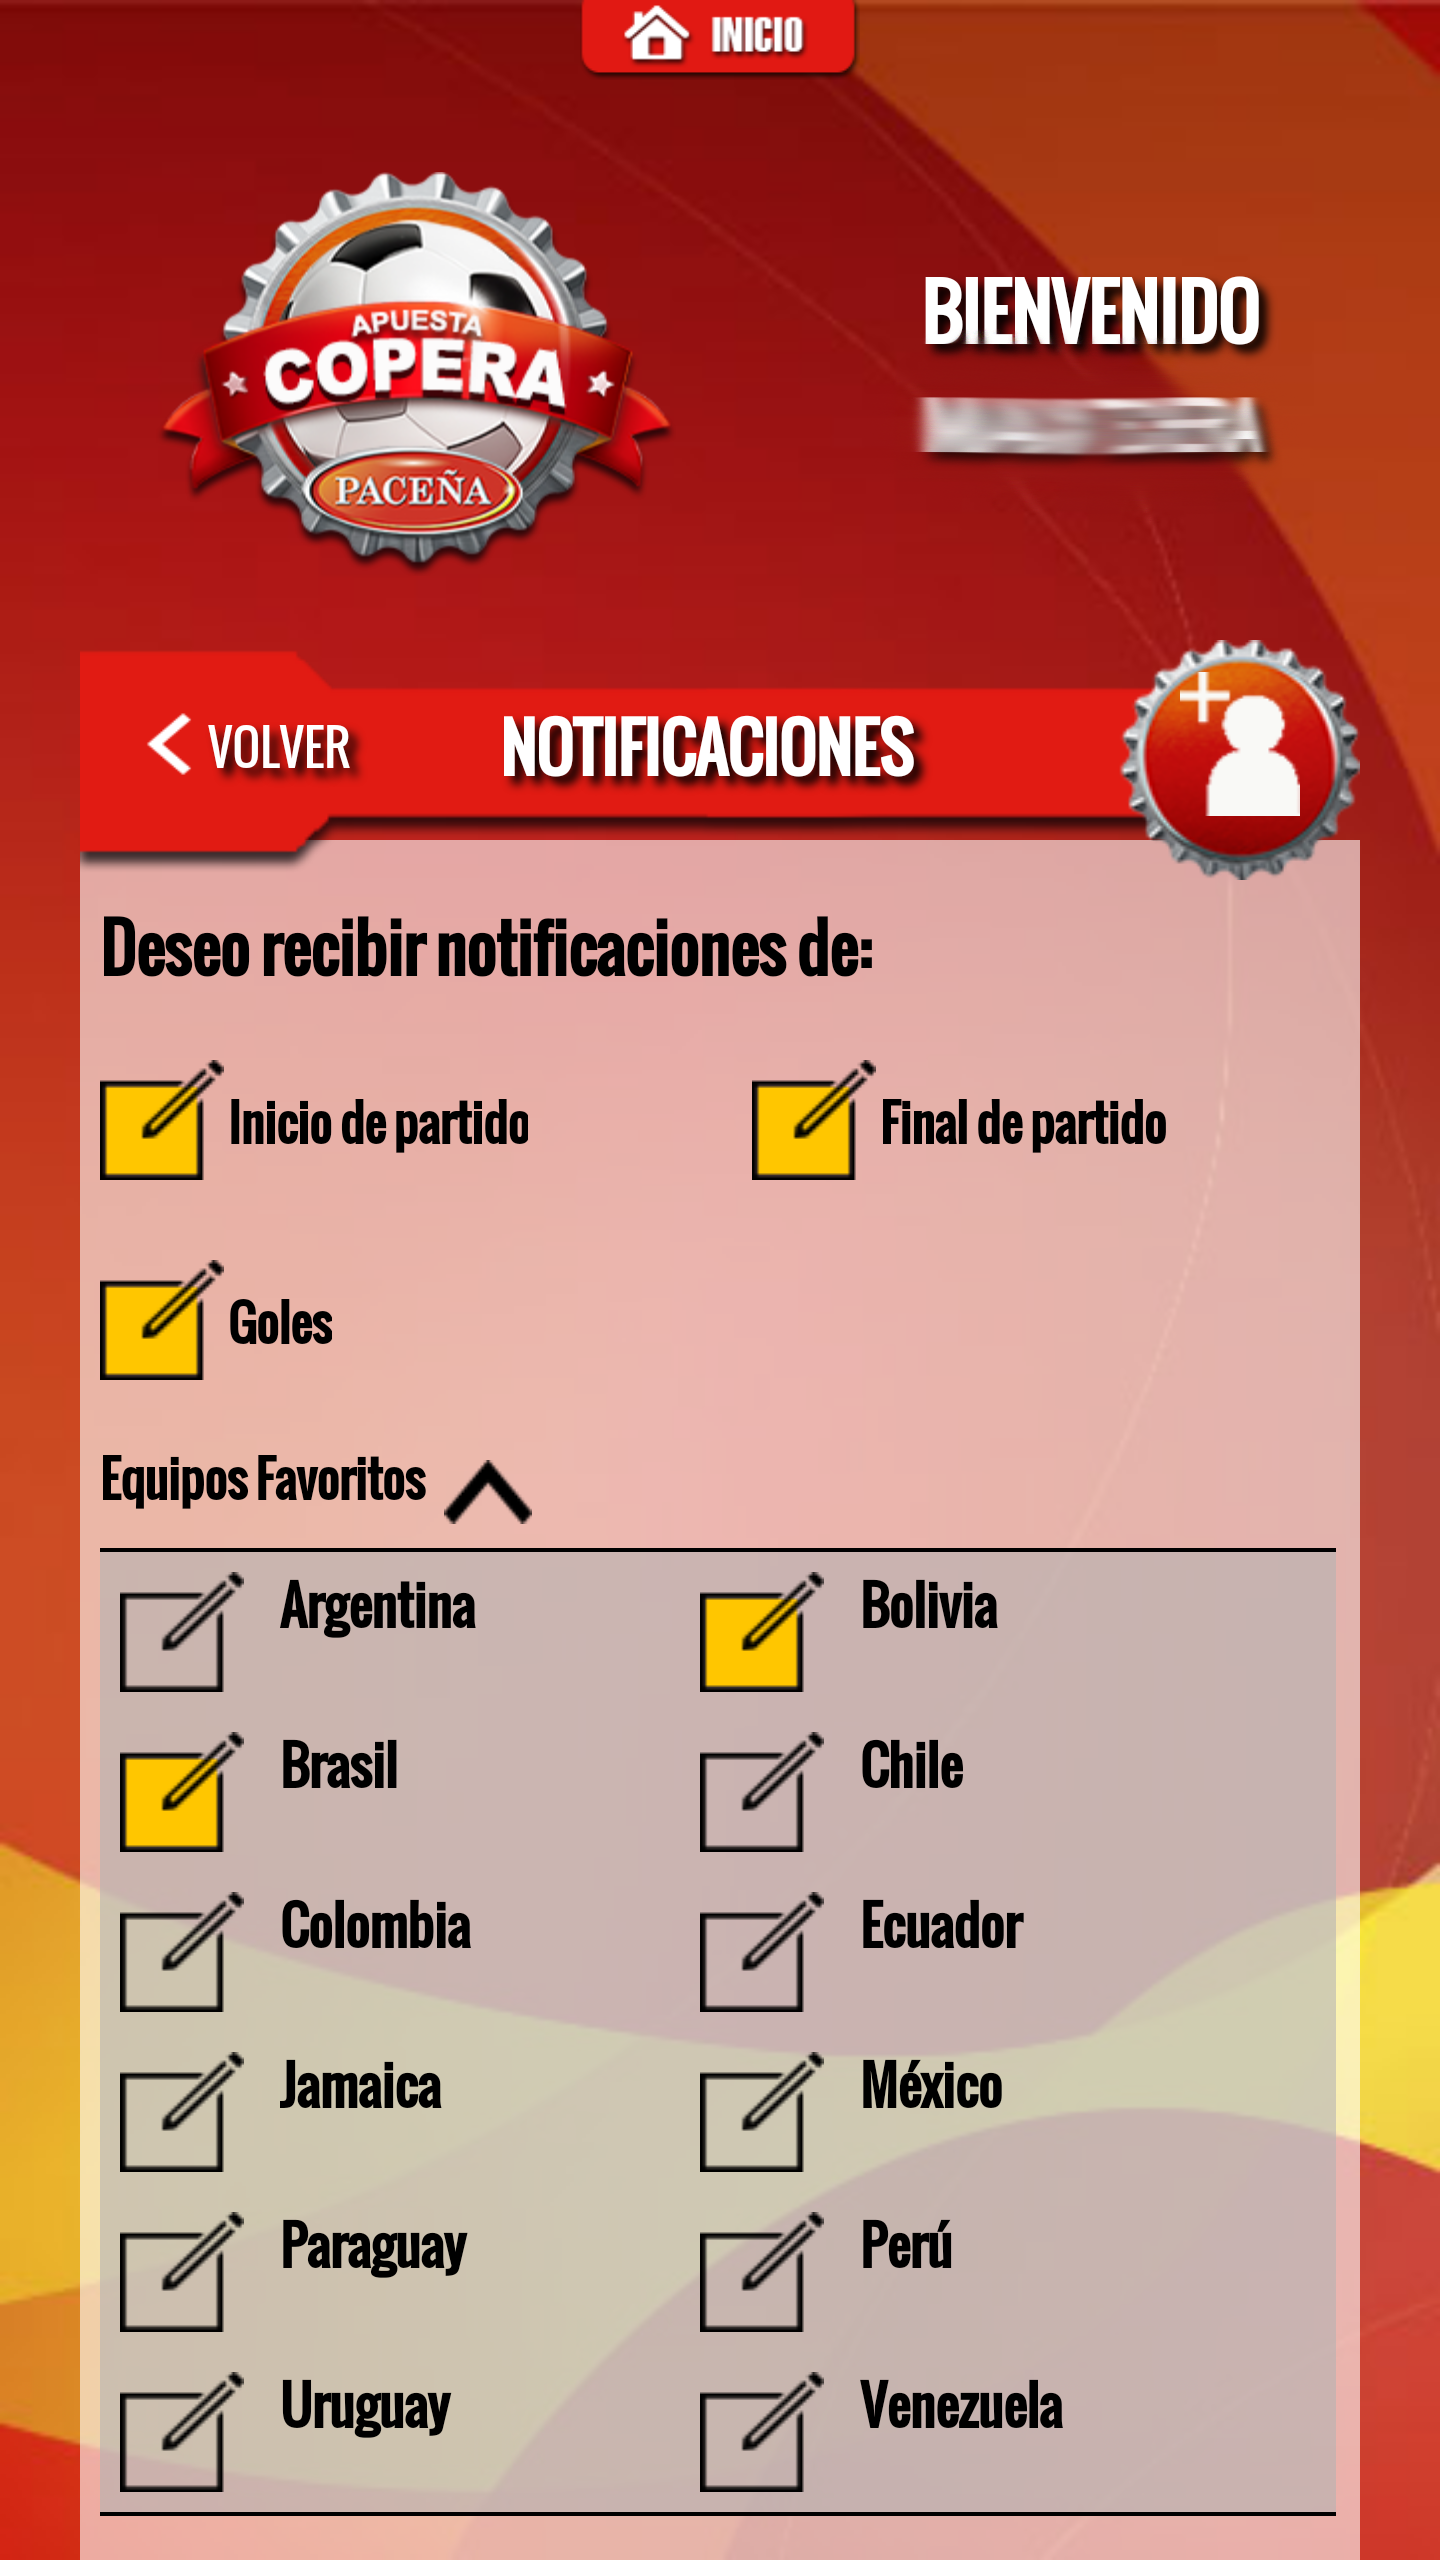 INICIO
APUESTA
COPERA
PACEÑA
BIENVENIDO
VOLVER
NOTIFICACIONES
Deseo recibir notificaciones de:
Inicio de partido
Final de partido
Goles
Equipos Favoritos
Argentina
Bolivia
Brasil
Chile
Colombia
Ecuador
Jamaica
México
Paraguay
Perú
Uruguay
Venezuela